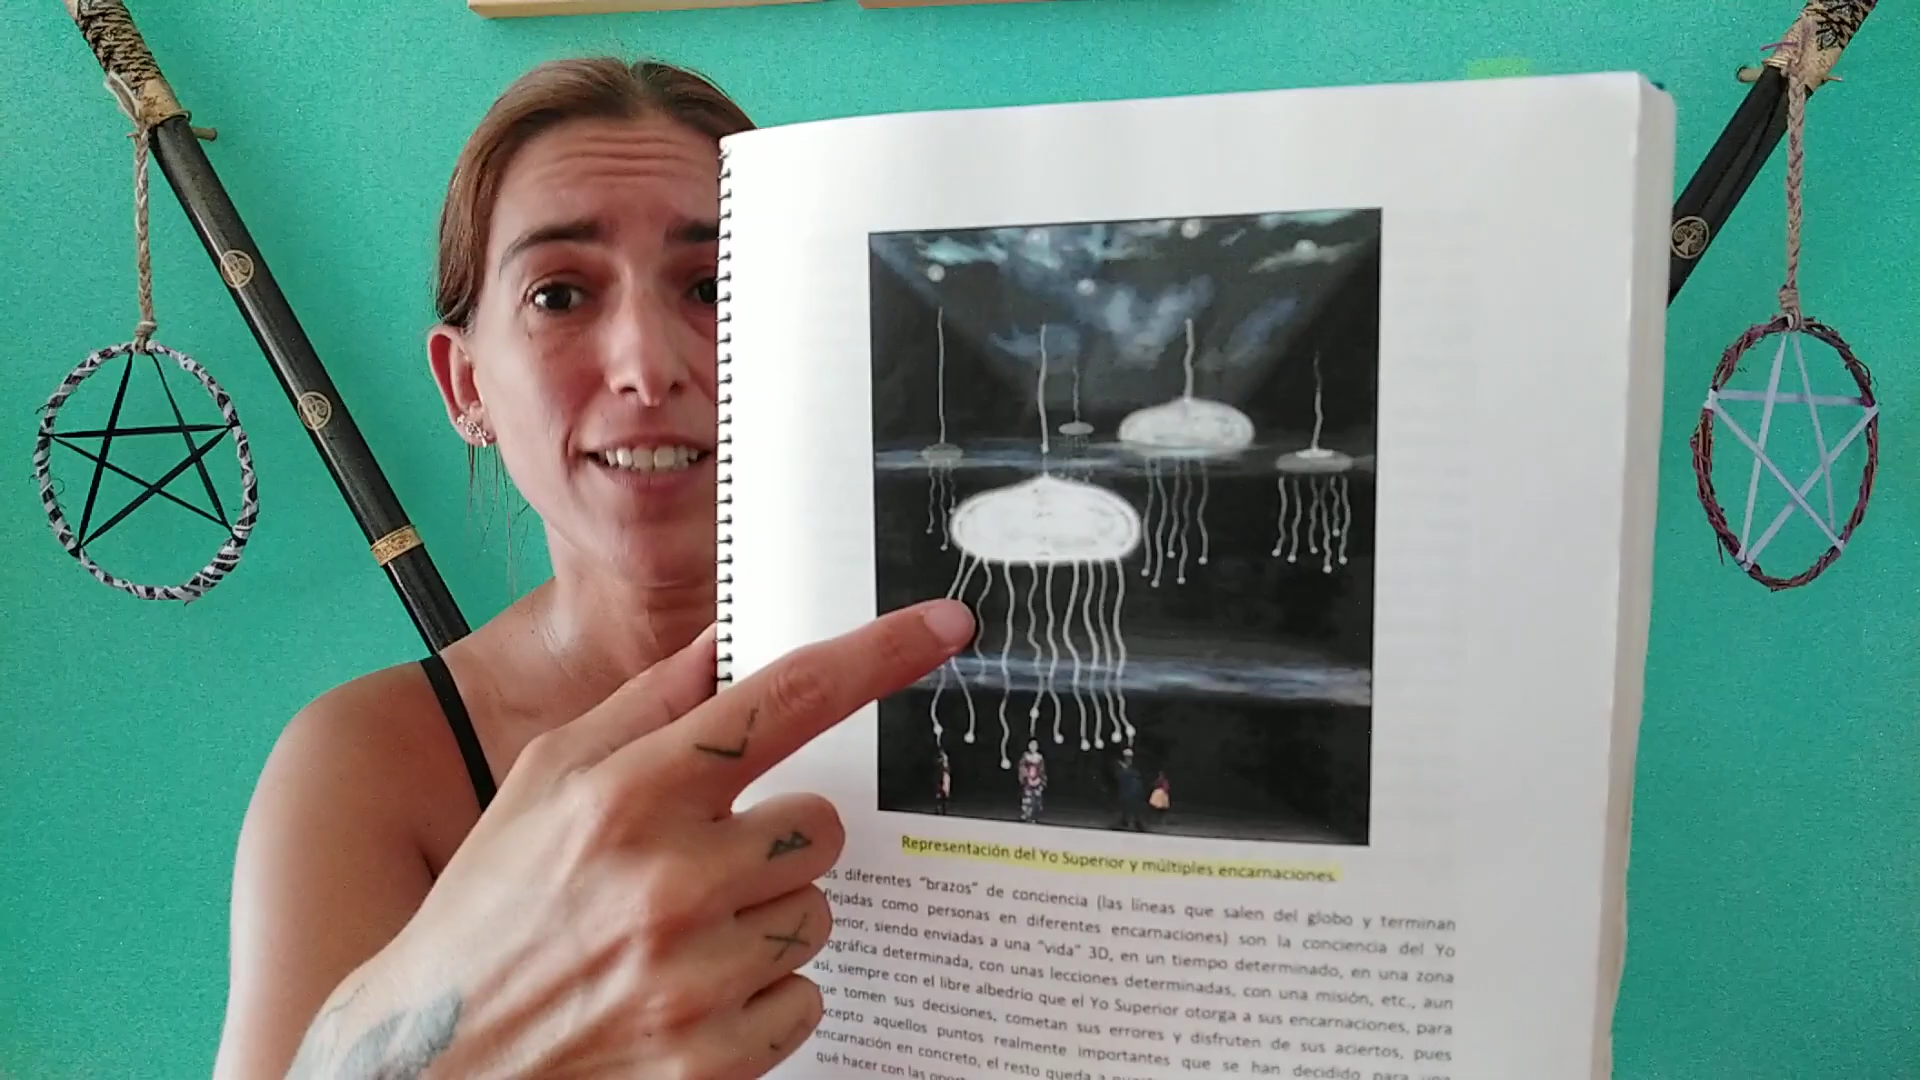 Representación del Yo Superior y múltiples encarnaciones.
diferentes "brazos" de conciencia (las líneas que salen del globo y terminan
como personas en diferentes encarnaciones) son la conciencia del Yo
siendo enviadas a una "vida" 3D, en un tiempo determinado, en una zona
determinada, con unas lecciones determinadas, con una misión, etc., aun
así, siempre con el libre albedrío que el Yo Superior otorga a sus encarnaciones, para
que tomen sus decisiones, cometan sus errores y disfruten de sus aciertos, pues
excepto aquellos puntos realmente importantes que se han decidido para una
encarnación en concreto, el resto queda a
qué hacer con las